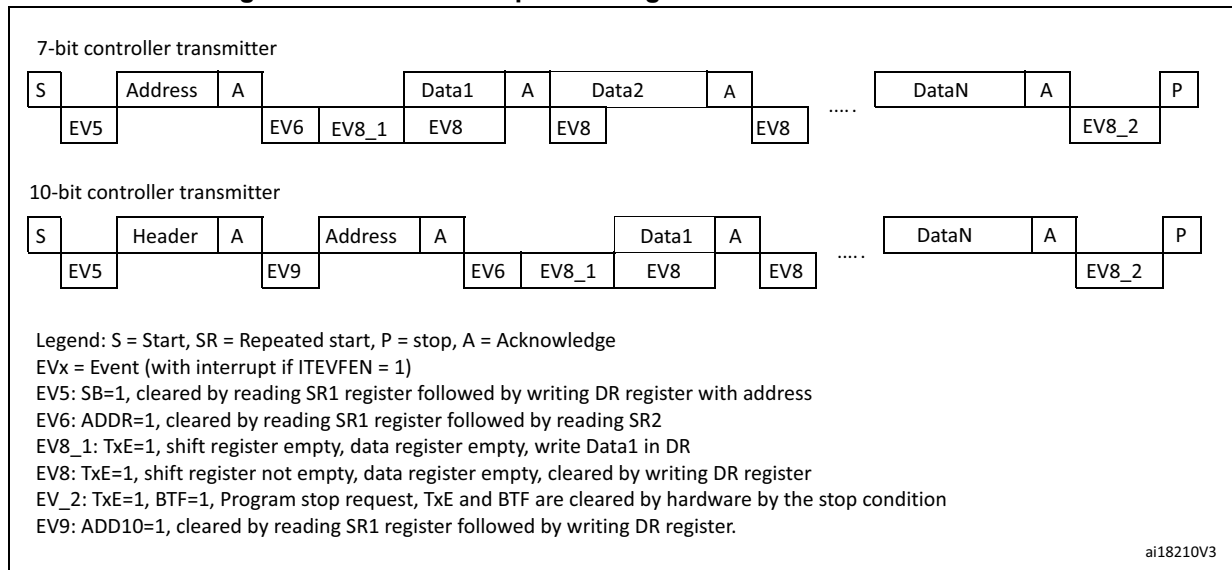 7-bit controller transmitter
S Address A Data1 A Data2 A ..... DataN A P
EV5 EV6 EV8_1 EV8 EV8 EV8 EV8_2
10-bit controller transmitter
S Header A Address A Data1 A ..... DataN A P
EV5 EV9 EV6 EV8_1 EV8 EV8 EV8_2
Legend: S = Start, SR = Repeated start, P = stop, A = Acknowledge
EVx = Event (with interrupt if ITEVFEN = 1)
EV5: SB=1, cleared by reading SR1 register followed by writing DR register with address
EV6: ADDR=1, cleared by reading SR1 register followed by reading SR2
EV8_1: TxE=1, shift register empty, data register empty, write Data1 in DR
EV8: TxE=1, shift register not empty, data register empty, cleared by writing DR register
EV_2: TxE=1, BTF=1, Program stop request, TxE and BTF are cleared by hardware by the stop condition
EV9: ADD10=1, cleared by reading SR1 register followed by writing DR register.
ai18210V3